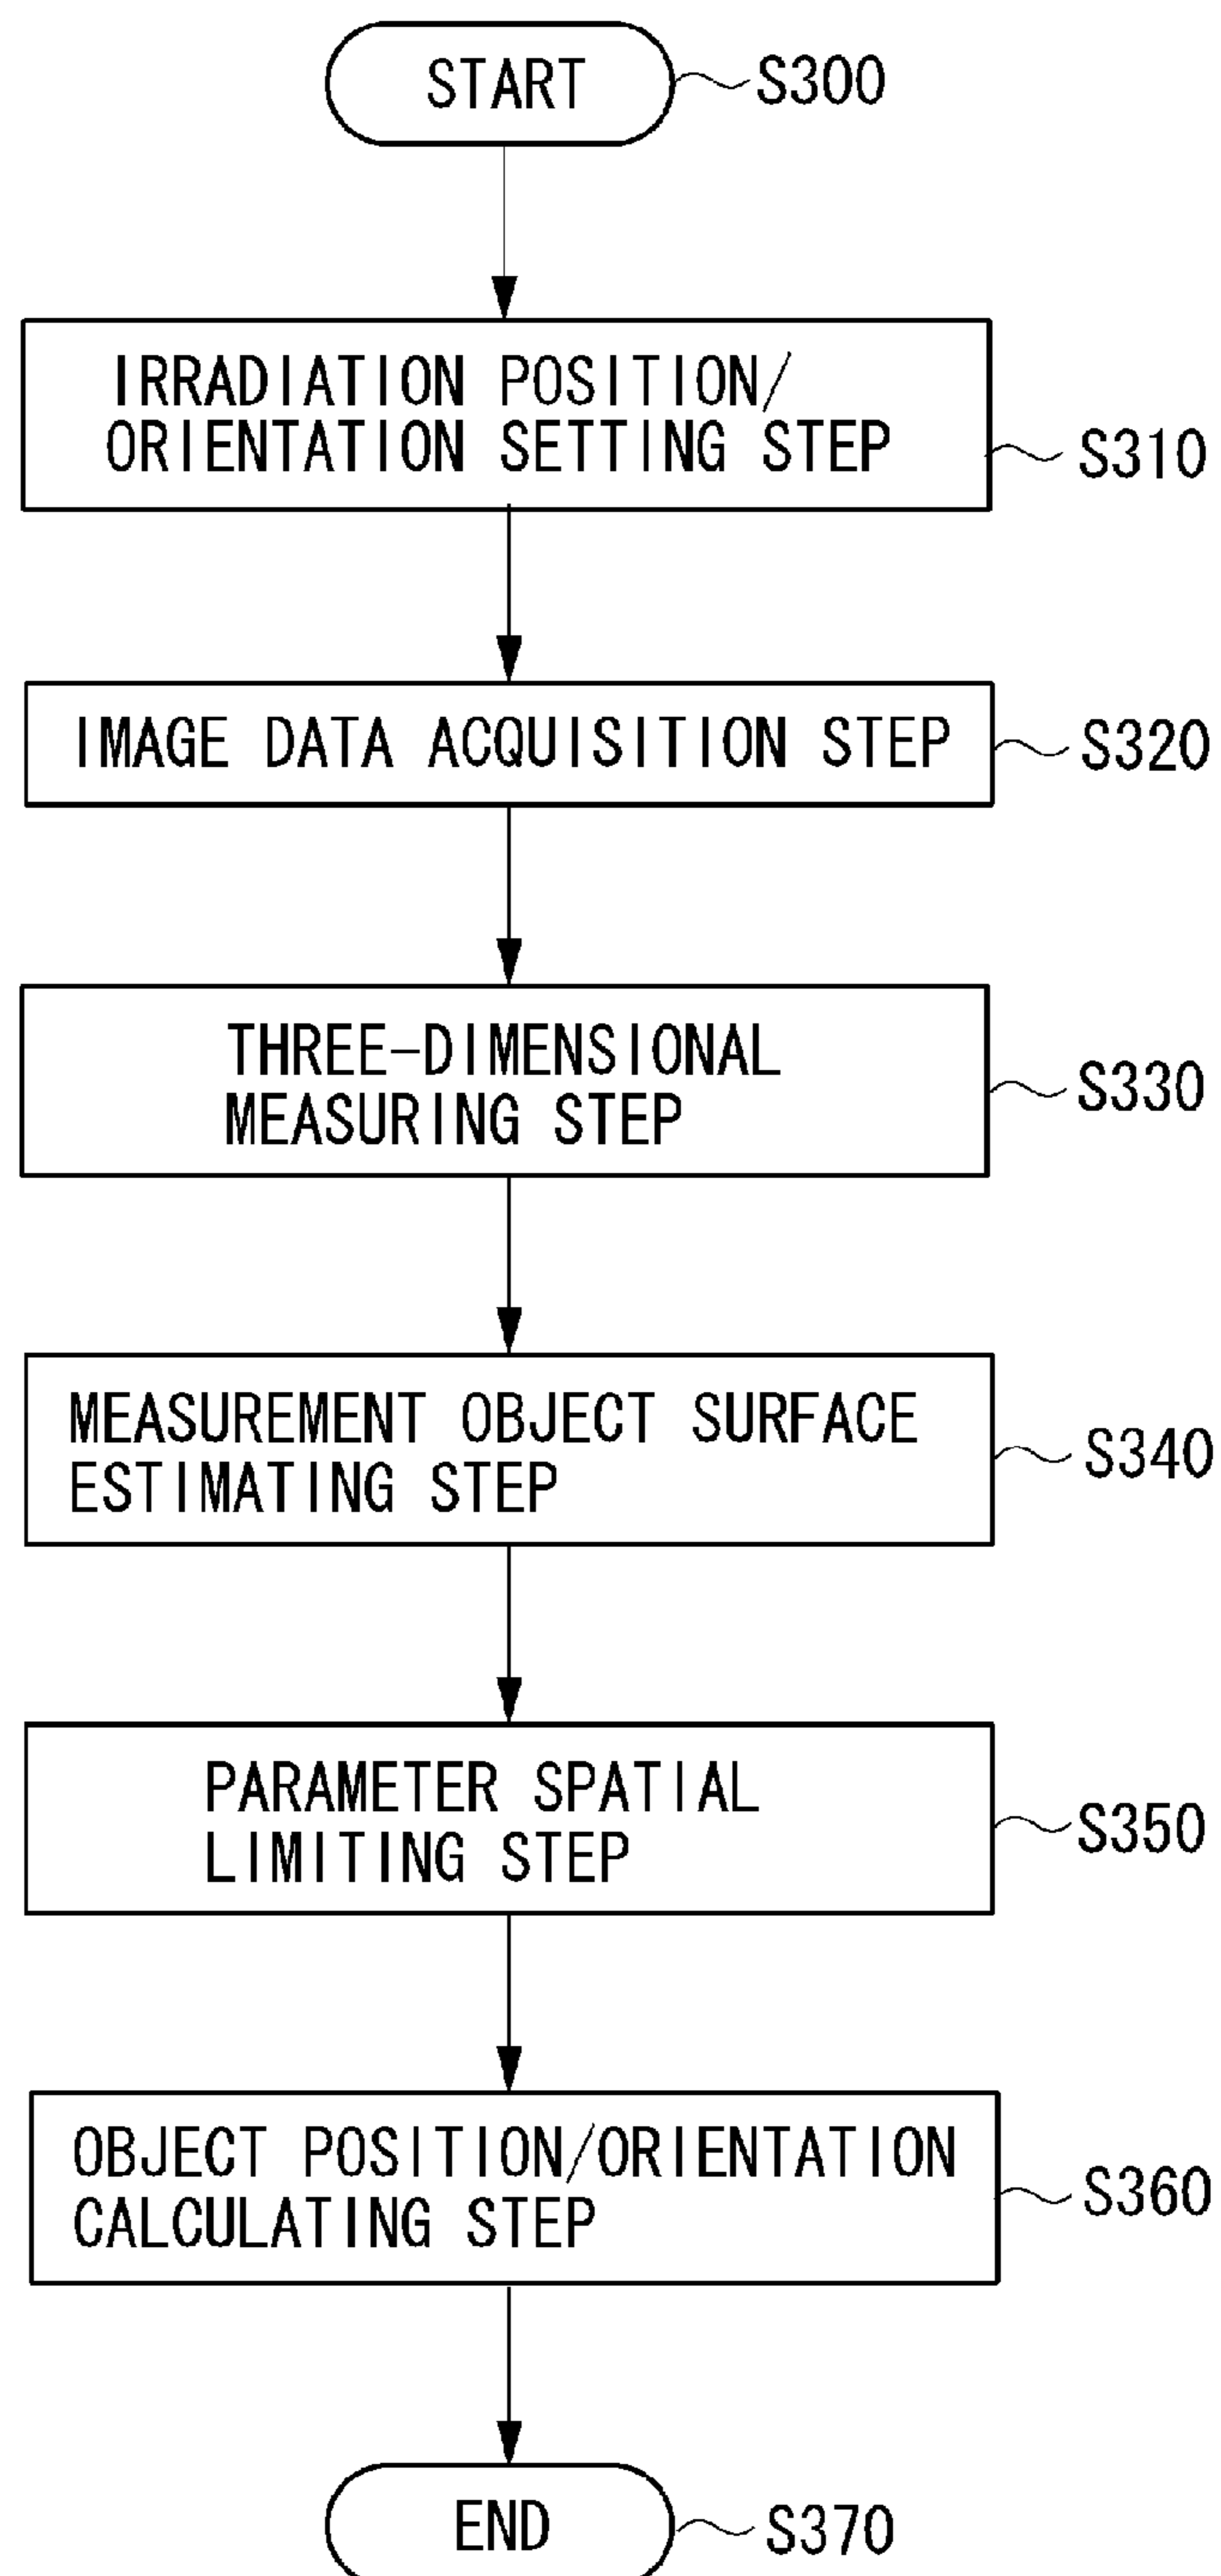 START
S300
IRRADIATION POSITION/
ORIENTATION SETTING STEP
S310
IMAGE DATA ACQUISITION STEP
S320
THREE-DIMENSIONAL
MEASURING STEP
S330
MEASUREMENT OBJECT SURFACE
ESTIMATING STEP
S340
PARAMETER SPATIAL
LIMITING STEP
S350
OBJECT POSITION/ORIENTATION
CALCULATING STEP
S360
END
S370